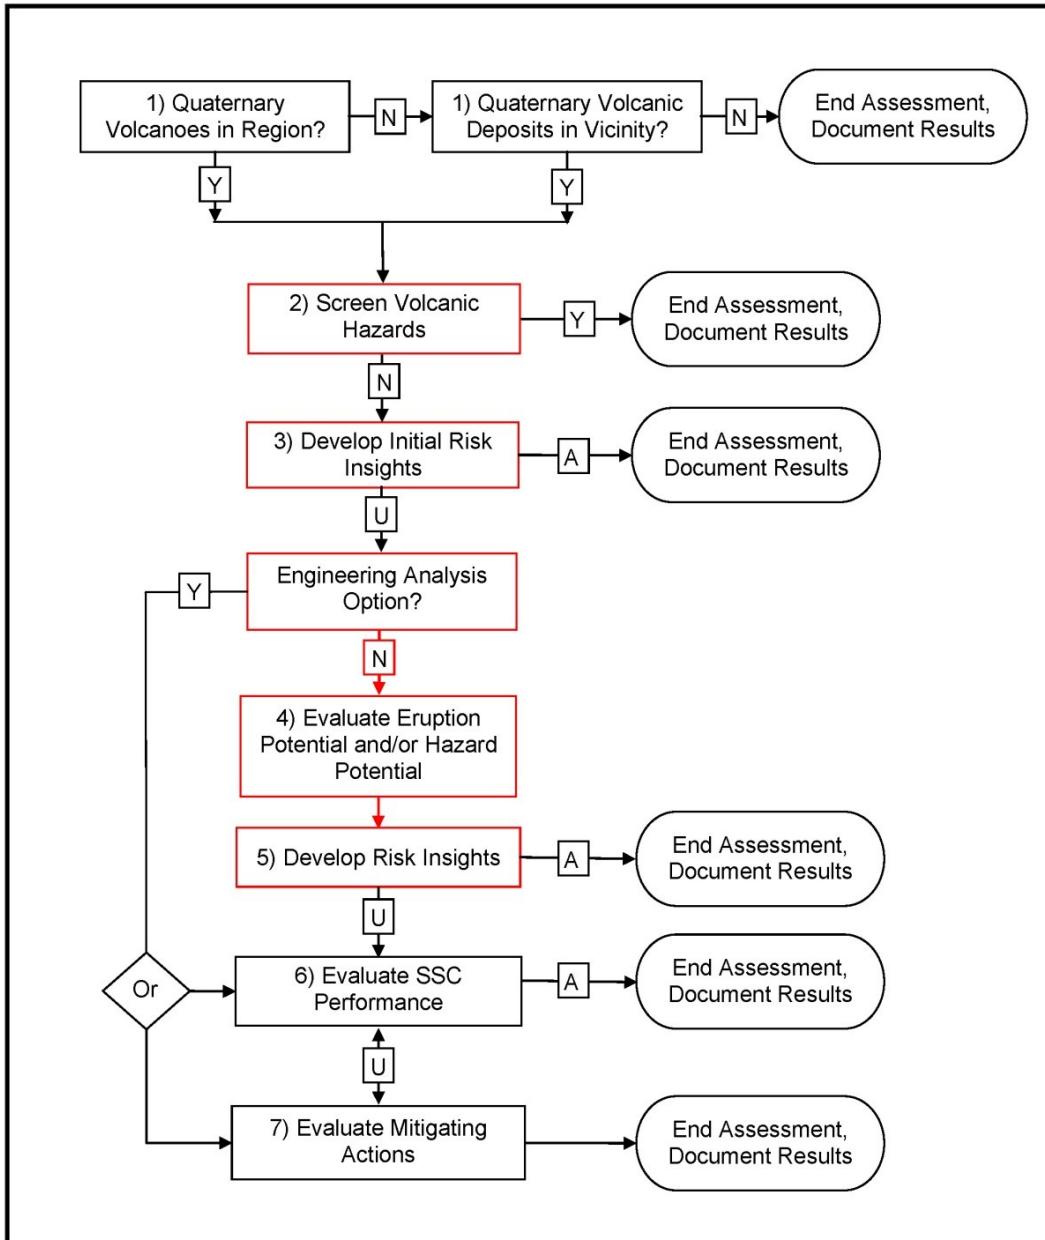 1) Quaternary
Volcanoes in Region?
N
1) Quaternary Volcanic
Deposits in Vicinity?
N
End Assessment,
Document Results
Y
Y
2) Screen Volcanic
Hazards
Y
End Assessment,
Document Results
N
3) Develop Initial Risk
Insights
A
End Assessment,
Document Results
U
Engineering Analysis
Option?
Y
N
4) Evaluate Eruption
Potential and/or Hazard
Potential
5) Develop Risk Insights
A
End Assessment,
Document Results
U
Or
6) Evaluate SSC
Performance
A
End Assessment,
Document Results
U
7) Evaluate Mitigating
Actions
End Assessment,
Document Results